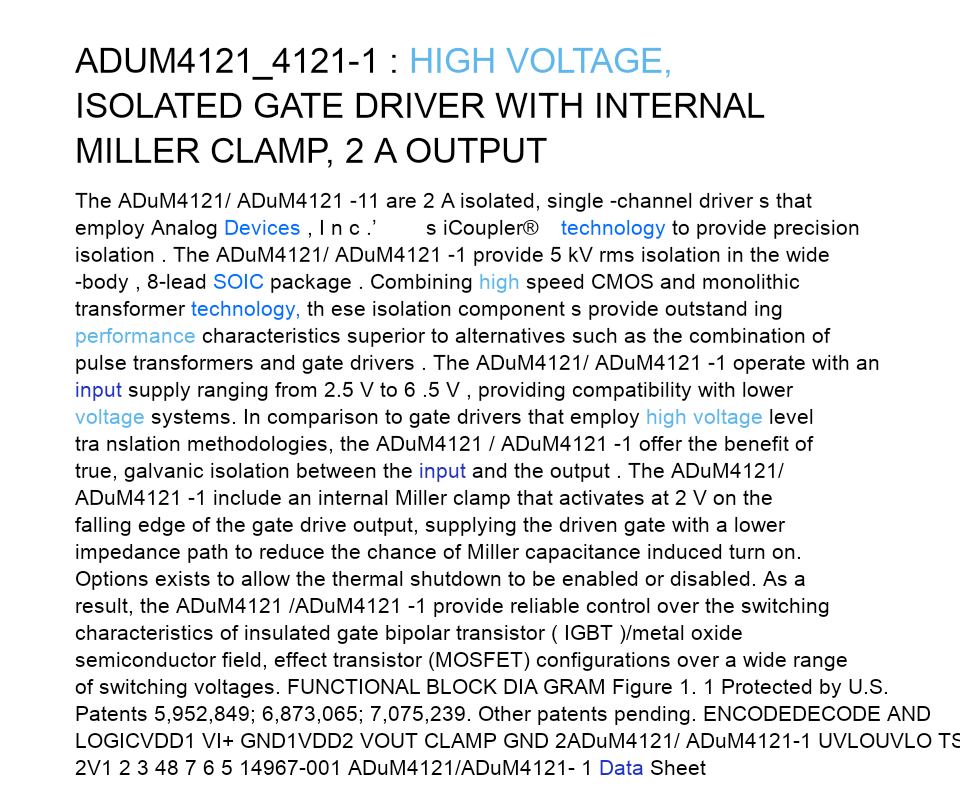 ADUM4121_4121-1 : HIGH VOLTAGE,
ISOLATED GATE DRIVER WITH INTERNAL
MILLER CLAMP, 2 A OUTPUT
The ADuM4121/ ADuM4121 -11 are 2 A isolated, single -channel driver s that
employ Analog Devices , I n c .’ s iCoupler® technology to provide precision
isolation . The ADuM4121/ ADuM4121 -1 provide 5 kV rms isolation in the wide
-body , 8-lead SOIC package . Combining high speed CMOS and monolithic
transformer technology, th ese isolation component s provide outstand ing
performance characteristics superior to alternatives such as the combination of
pulse transformers and gate drivers . The ADuM4121/ ADuM4121 -1 operate with an
input supply ranging from 2.5 V to 6 .5 V , providing compatibility with lower
voltage systems. In comparison to gate drivers that employ high voltage level
tra nslation methodologies, the ADuM4121 / ADuM4121 -1 offer the benefit of
true, galvanic isolation between the input and the output . The ADuM4121/
ADuM4121 -1 include an internal Miller clamp that activates at 2 V on the
falling edge of the gate drive output, supplying the driven gate with a lower
impedance path to reduce the chance of Miller capacitance induced turn on.
Options exists to allow the thermal shutdown to be enabled or disabled. As a
result, the ADuM4121 /ADuM4121 -1 provide reliable control over the switching
characteristics of insulated gate bipolar transistor ( IGBT )/metal oxide
semiconductor field, effect transistor (MOSFET) configurations over a wide range
of switching voltages. FUNCTIONAL BLOCK DIA GRAM Figure 1. 1 Protected by U.S.
Patents 5,952,849; 6,873,065; 7,075,239. Other patents pending. ENCODEDECODE AND
LOGICVDD1 VI+ GND1VDD2 VOUT CLAMP GND 2ADuM4121/ ADuM4121-1 UVLOUVLO TS
2V1 2 3 48 7 6 5 14967-001 ADuM4121/ADuM4121- 1 Data Sheet